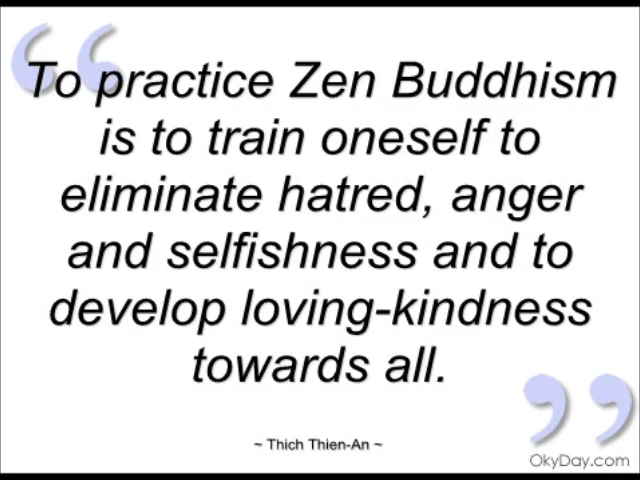 To practice Zen Buddhism
is to train oneself to
eliminate hatred, anger
and selfishness and to
develop loving-kindness
towards all.
~ Thich Thien-An ~
OkyDay.com